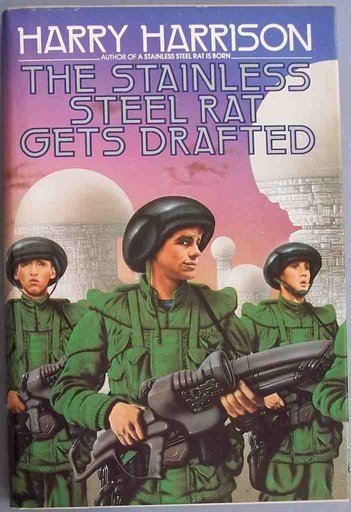 HARRY HARRISON
AUTHOR OF A STAINLESS STEEL RAT IS BORN
THE STAINLESS
STEEL RAT
GETS DRAFTED